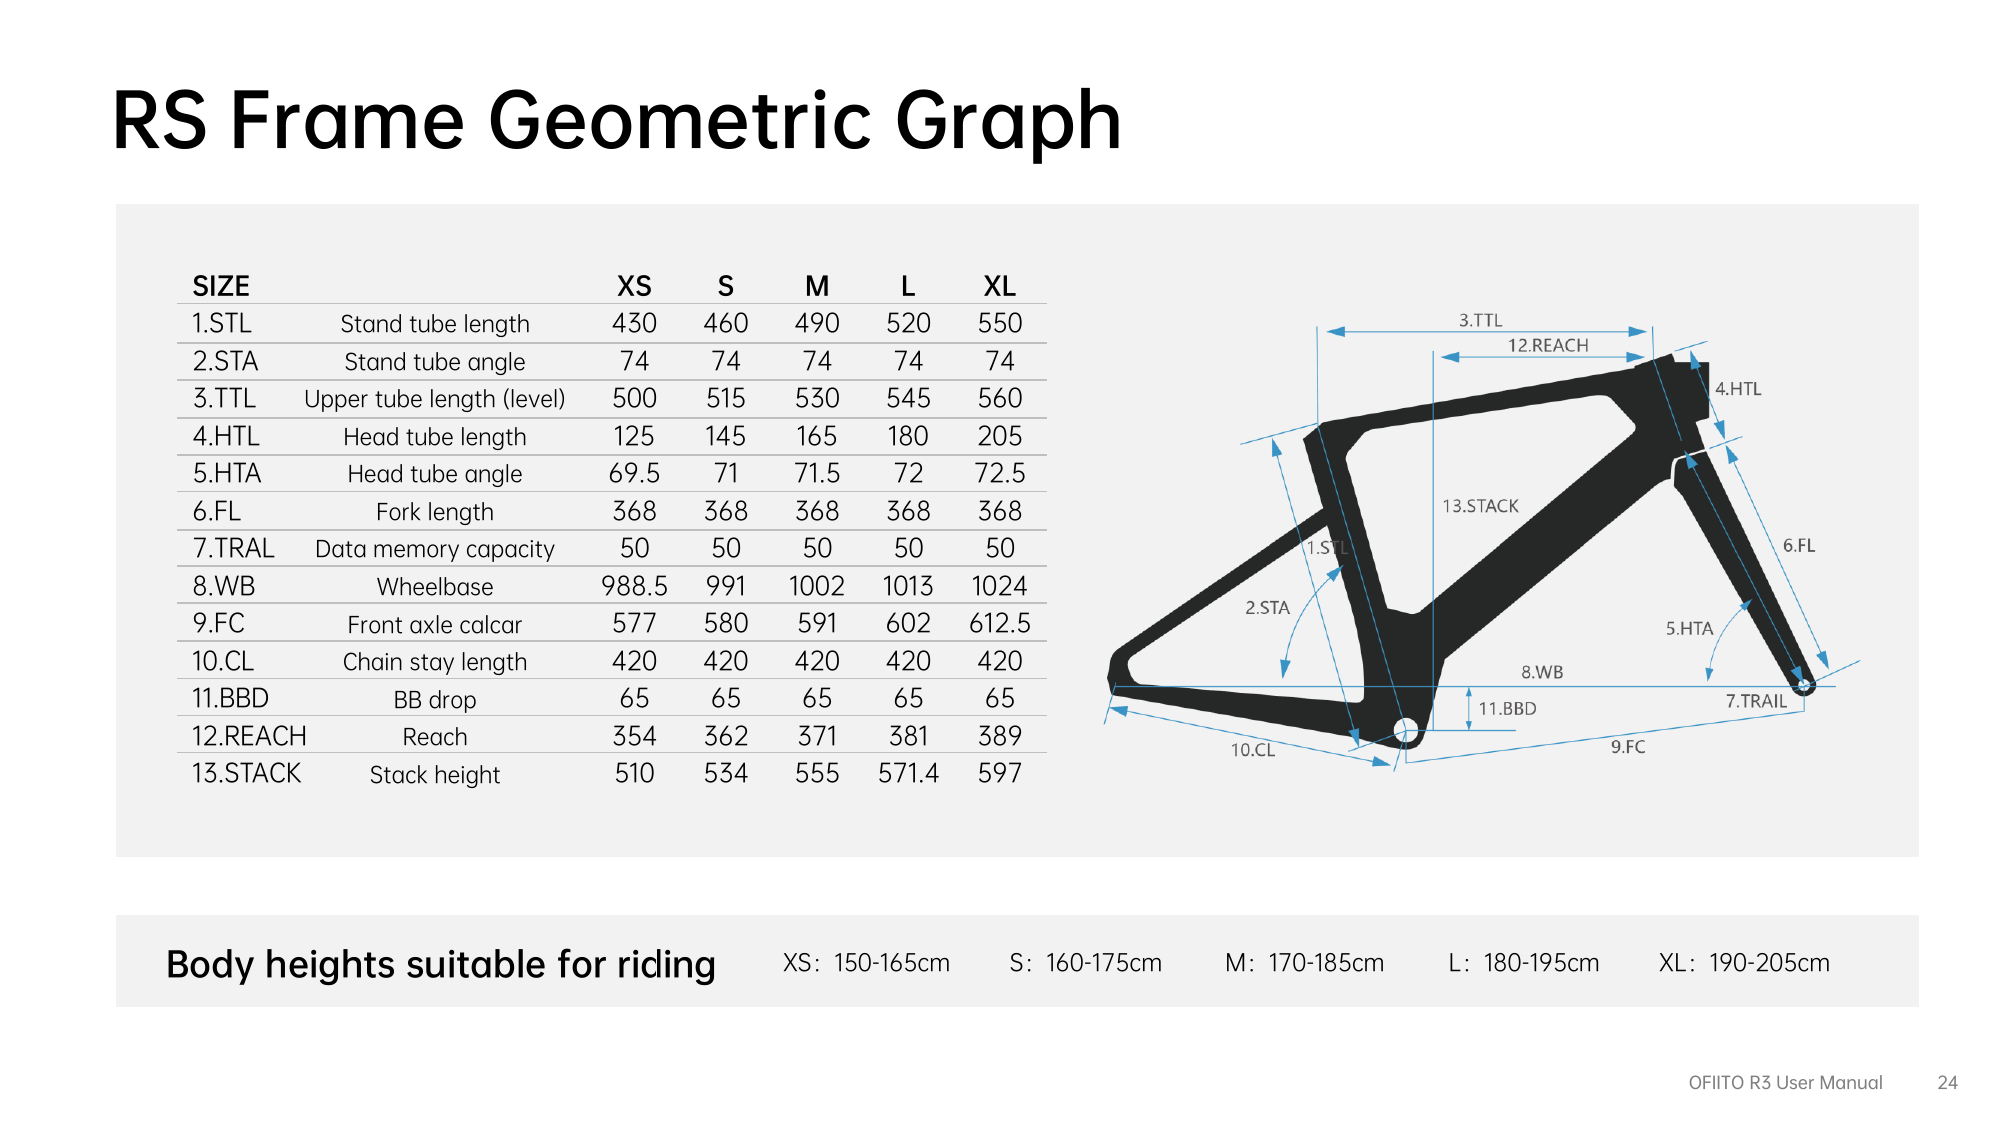 RS Frame Geometric Graph
SIZE XS S M L XL
1.STL Stand tube length 430 460 490 520 550
2.STA Stand tube angle 74 74 74 74 74
3.TTL Upper tube length (level) 500 515 530 545 560
4.HTL Head tube length 125 145 165 180 205
5.HTA Head tube angle 69.5 71 71.5 72 72.5
6.FL Fork length 368 368 368 368 368
7.TRAL Data memory capacity 50 50 50 50 50
8.WB Wheelbase 988.5 991 1002 1013 1024
9.FC Front axle calcar 577 580 591 602 612.5
10.CL Chain stay length 420 420 420 420 420
11.BBD BB drop 65 65 65 65 65
12.REACH Reach 354 362 371 381 389
13.STACK Stack height 510 534 555 571.4 597
3.TTL
12.REACH
4.HTL
13.STACK
1.STL
6.FL
2.STA
5.HTA
8.WB
7.TRAIL
11.BBD
10.CL
9.FC
Body heights suitable for riding XS: 150-165cm S: 160-175cm M: 170-185cm L: 180-195cm XL: 190-205cm
OFIITO R3 User Manual 24